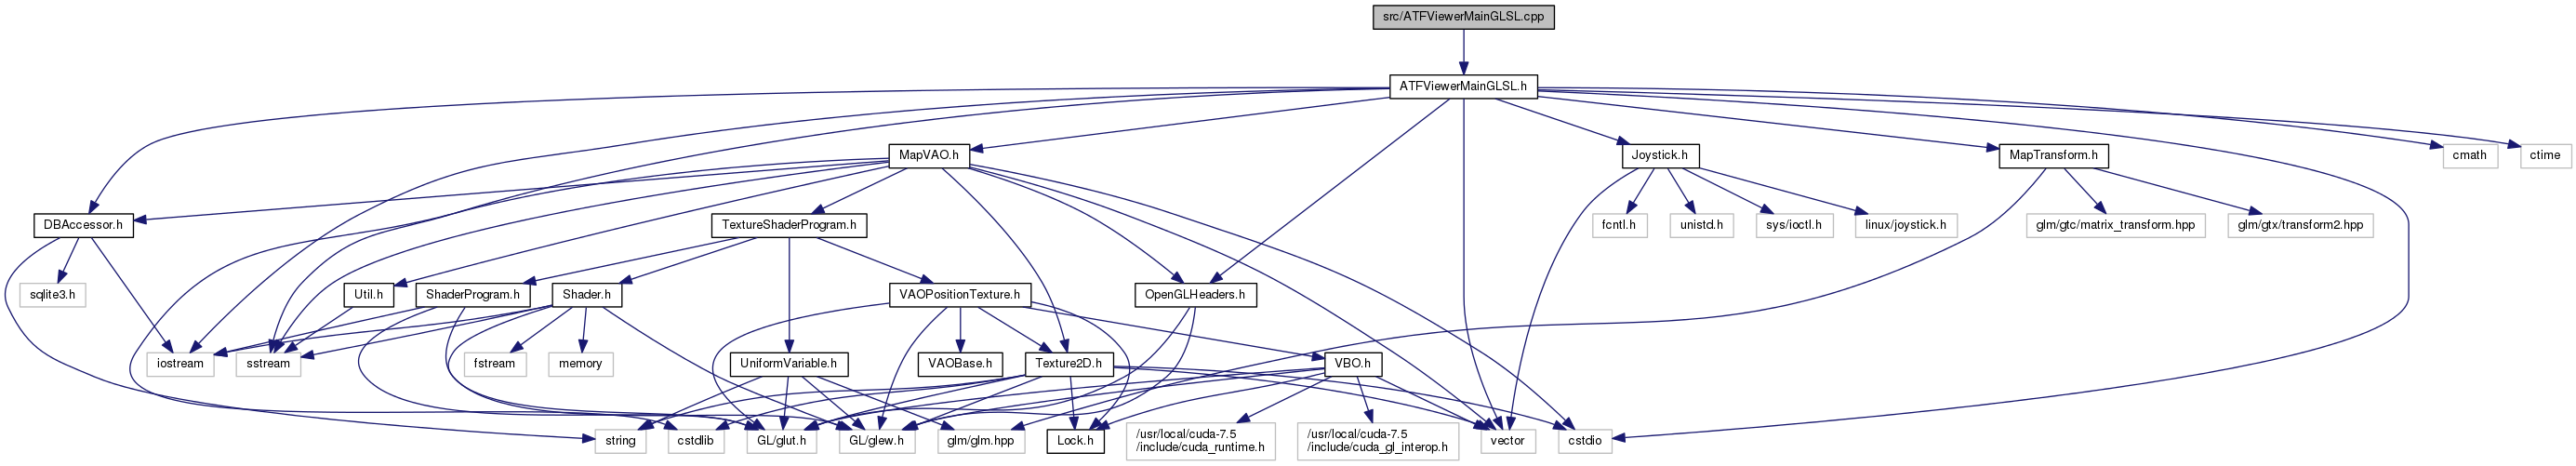 src/ATFViewerMainGLSL.cpp
ATFViewerMainGLSL.h
MapVAO.h
Joystick.h
MapTransform.h
cmath
ctime
DBAccessor.h
TextureShaderProgram.h
fcntl.h
unistd.h
sys/ioctl.h
linux/joystick.h
glm/gtc/matrix_transform.hpp
glm/gtx/transform2.hpp
sqlite3.h
Util.h
ShaderProgram.h
Shader.h
VAOPositionTexture.h
OpenGLHeaders.h
iostream
sstream
fstream
memory
UniformVariable.h
VAOBase.h
Texture2D.h
VBO.h
string
cstdlib
GL/glut.h
GL/glew.h
glm/glm.hpp
Lock.h
/usr/local/cuda-7.5
/include/cuda_runtime.h
/usr/local/cuda-7.5
/include/cuda_gl_interop.h
vector
cstdio